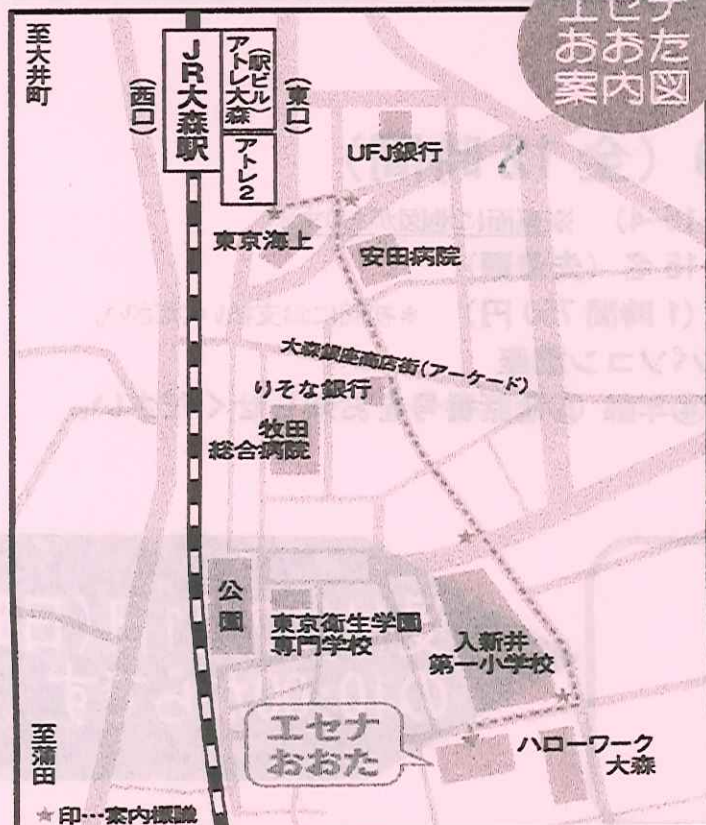 エセナ
おおた
案内図
至大井町
(西口)
JR大森駅
(駅ビル)
アトレ大森
アトレ2
(東口)
UFJ銀行
東京海上
安田病院
大森銀座商店街(アーケード)
りそな銀行
牧田
総合病院
公園
東京衛生学園
専門学校
入新井
第一小学校
エセナ
おおた
ハローワーク
大森
至蒲田
★印…案内標識